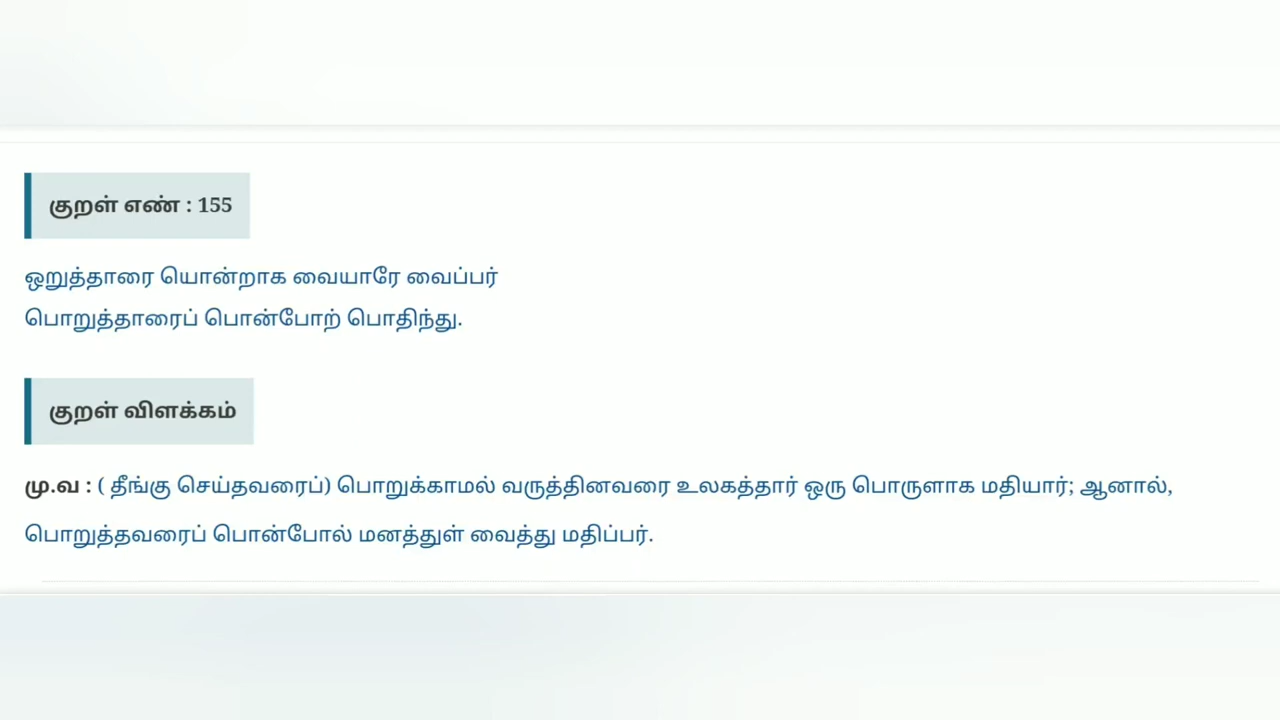 குறள் எண் : 155
ஒறுத்தாரை யொன்றாக வையாரே வைப்பர்
பொறுத்தாரைப் பொன்போற் பொதிந்து.
குறள் விளக்கம்
மு.வ : ( தீங்கு செய்தவரைப்) பொறுக்காமல் வருத்தினவரை உலகத்தார் ஒரு பொருளாக மதியார்; ஆனால்,
பொறுத்தவரைப் பொன்போல் மனத்துள் வைத்து மதிப்பர்.